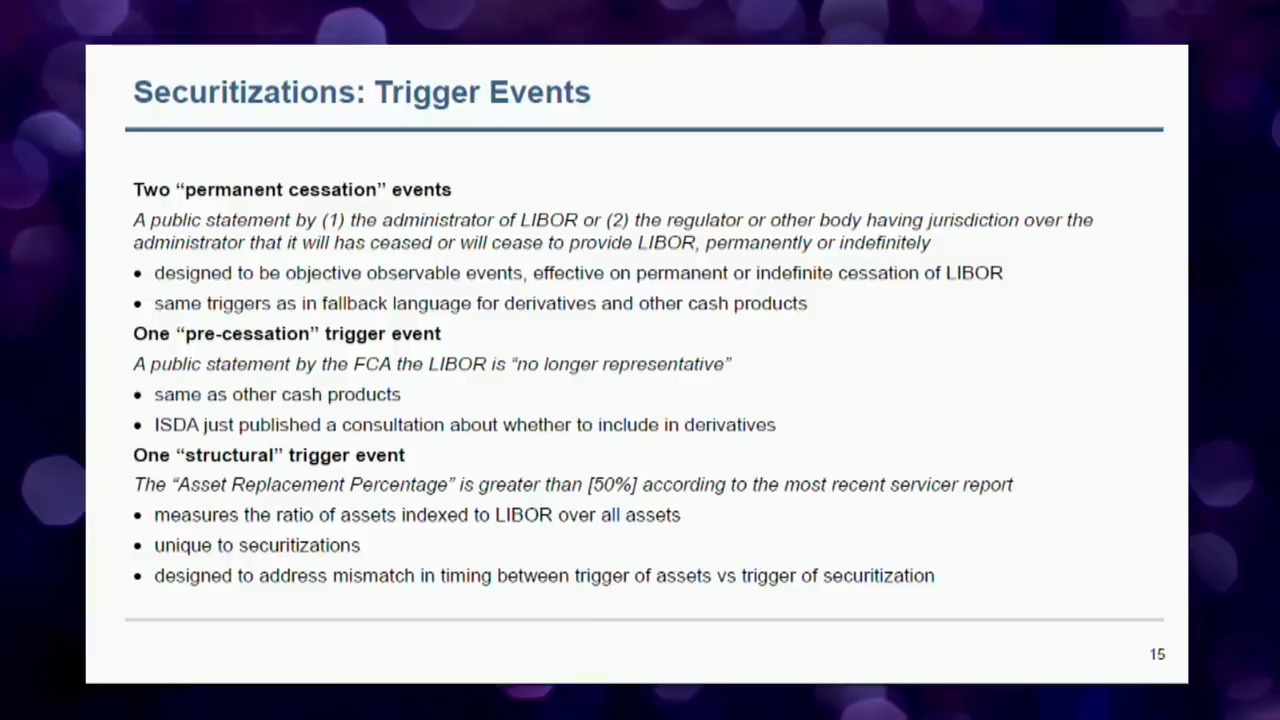 Securitizations: Trigger Events
Two “permanent cessation” events
A public statement by (1) the administrator of LIBOR or (2) the regulator or other body having jurisdiction over the
administrator that it will has ceased or will cease to provide LIBOR, permanently or indefinitely
• designed to be objective observable events, effective on permanent or indefinite cessation of LIBOR
• same triggers as in fallback language for derivatives and other cash products
One “pre-cessation” trigger event
A public statement by the FCA the LIBOR is “no longer representative”
• same as other cash products
• ISDA just published a consultation about whether to include in derivatives
One “structural” trigger event
The “Asset Replacement Percentage” is greater than [50%] according to the most recent servicer report
• measures the ratio of assets indexed to LIBOR over all assets
• unique to securitizations
• designed to address mismatch in timing between trigger of assets vs trigger of securitization
15